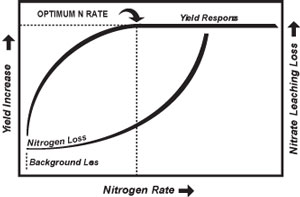 OPTIMUM N RATE
Yield Respons
Yield Increase
Nitrate Leaching Loss
Nitrogen Loss
Background Los
Nitrogen Rate